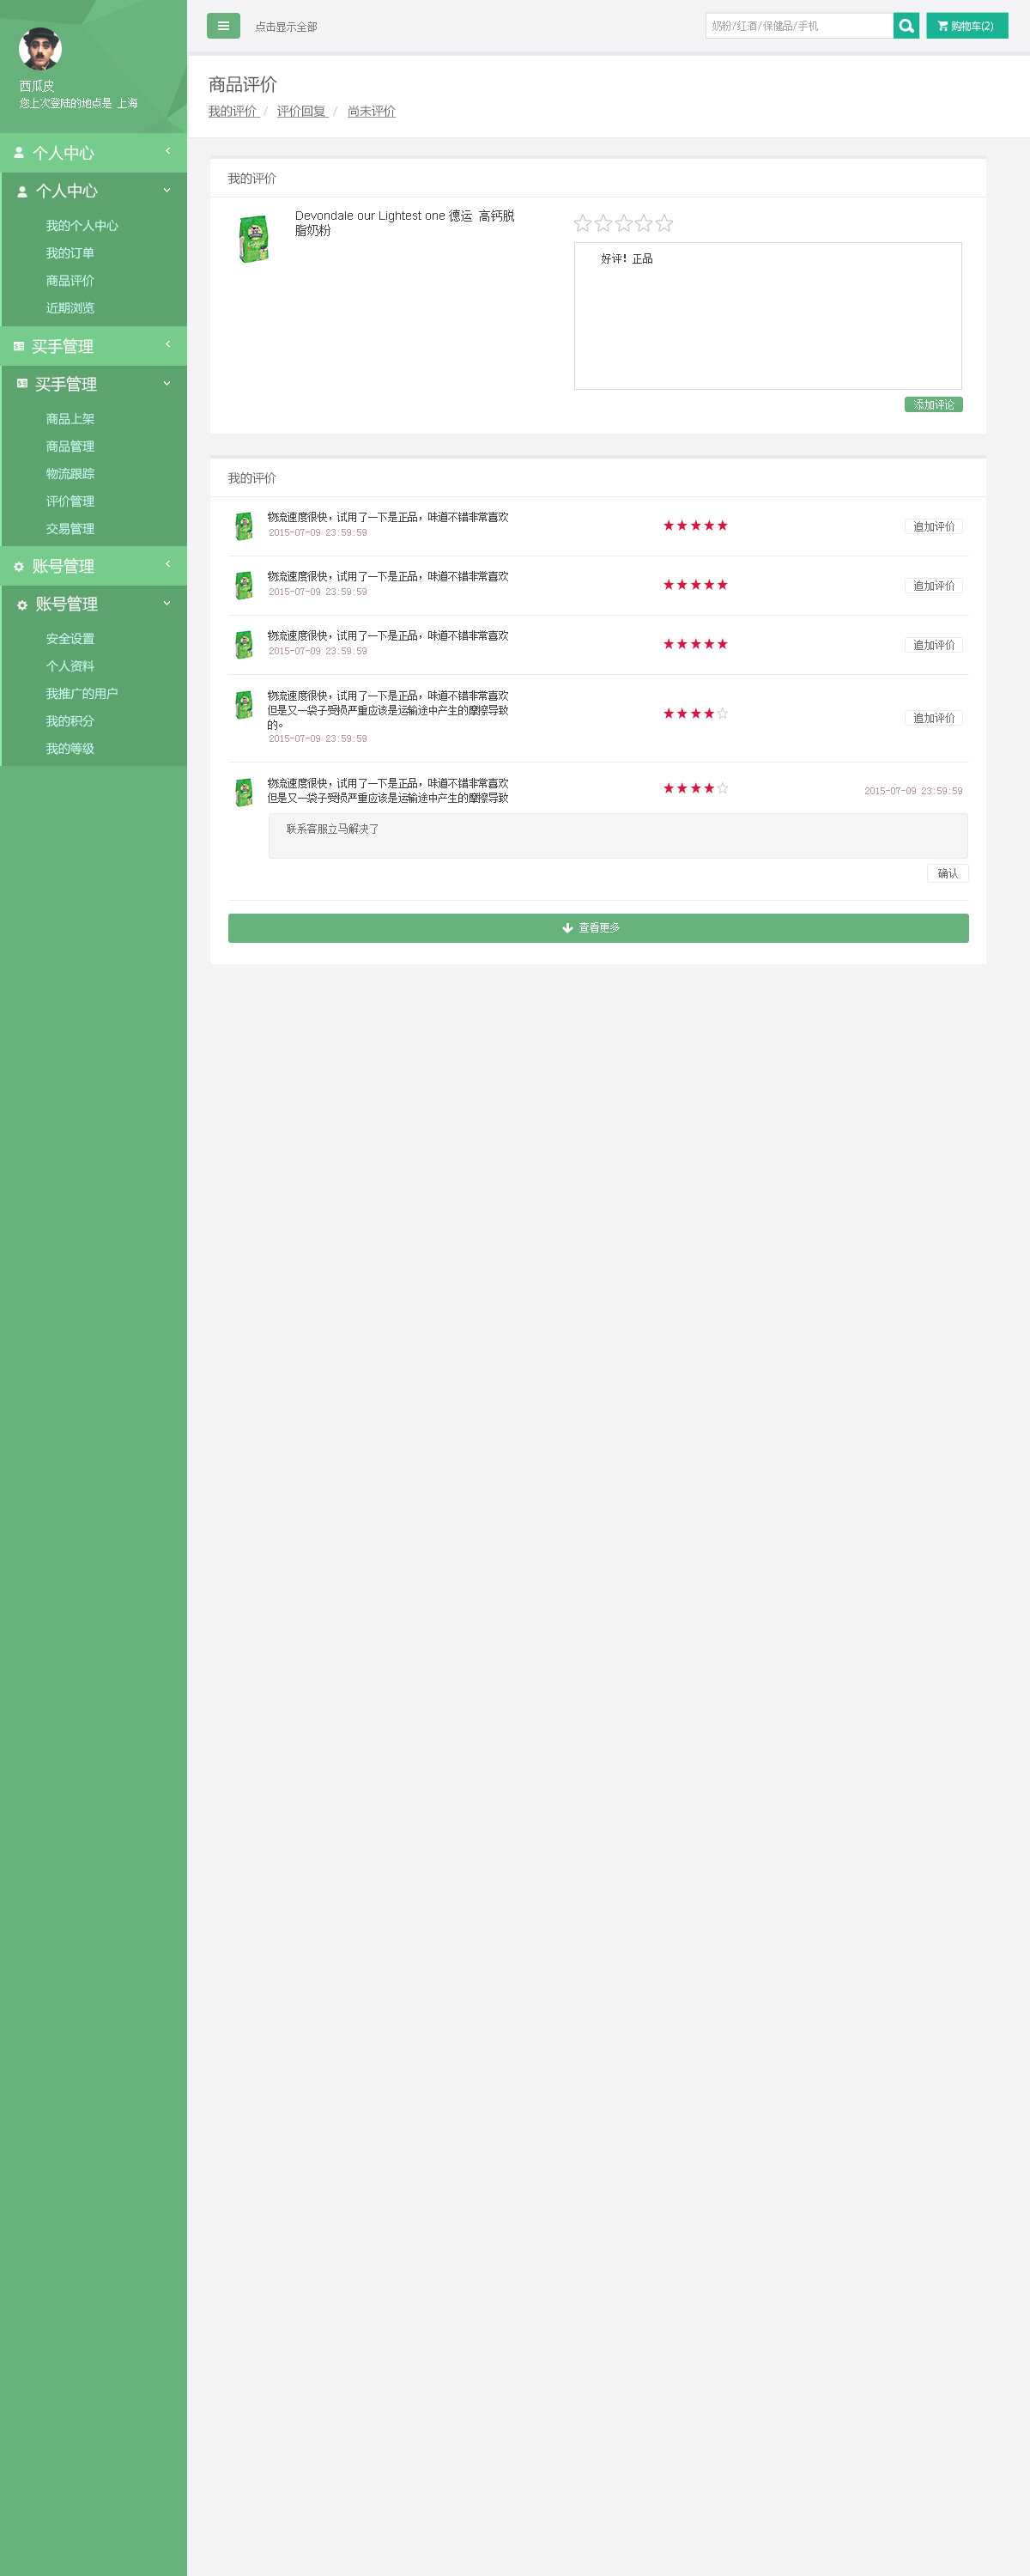 西瓜皮
您上次登陆的地点是 上海
个人中心
个人中心
我的个人中心
我的订单
商品评价
近期浏览
买手管理
买手管理
商品上架
商品管理
物流跟踪
评价管理
交易管理
账号管理
账号管理
安全设置
个人资料
我推广的用户
我的积分
我的等级
点击显示全部
奶粉/红酒/保健品/手机
购物车(2)
商品评价
我的评价 / 评价回复 / 尚未评价
我的评价
Devondale our Lightest one 德运 高钙脱
脂奶粉
好评！正品
添加评论
我的评价
物流速度很快，试用了一下是正品，味道不错非常喜欢
2015-07-09 23:59:59
追加评价
物流速度很快，试用了一下是正品，味道不错非常喜欢
2015-07-09 23:59:59
追加评价
物流速度很快，试用了一下是正品，味道不错非常喜欢
2015-07-09 23:59:59
追加评价
物流速度很快，试用了一下是正品，味道不错非常喜欢
但是又一袋子受损严重应该是运输途中产生的摩擦导致
的。
2015-07-09 23:59:59
追加评价
物流速度很快，试用了一下是正品，味道不错非常喜欢
但是又一袋子受损严重应该是运输途中产生的摩擦导致
2015-07-09 23:59:59
联系客服立马解决了
确认
查看更多